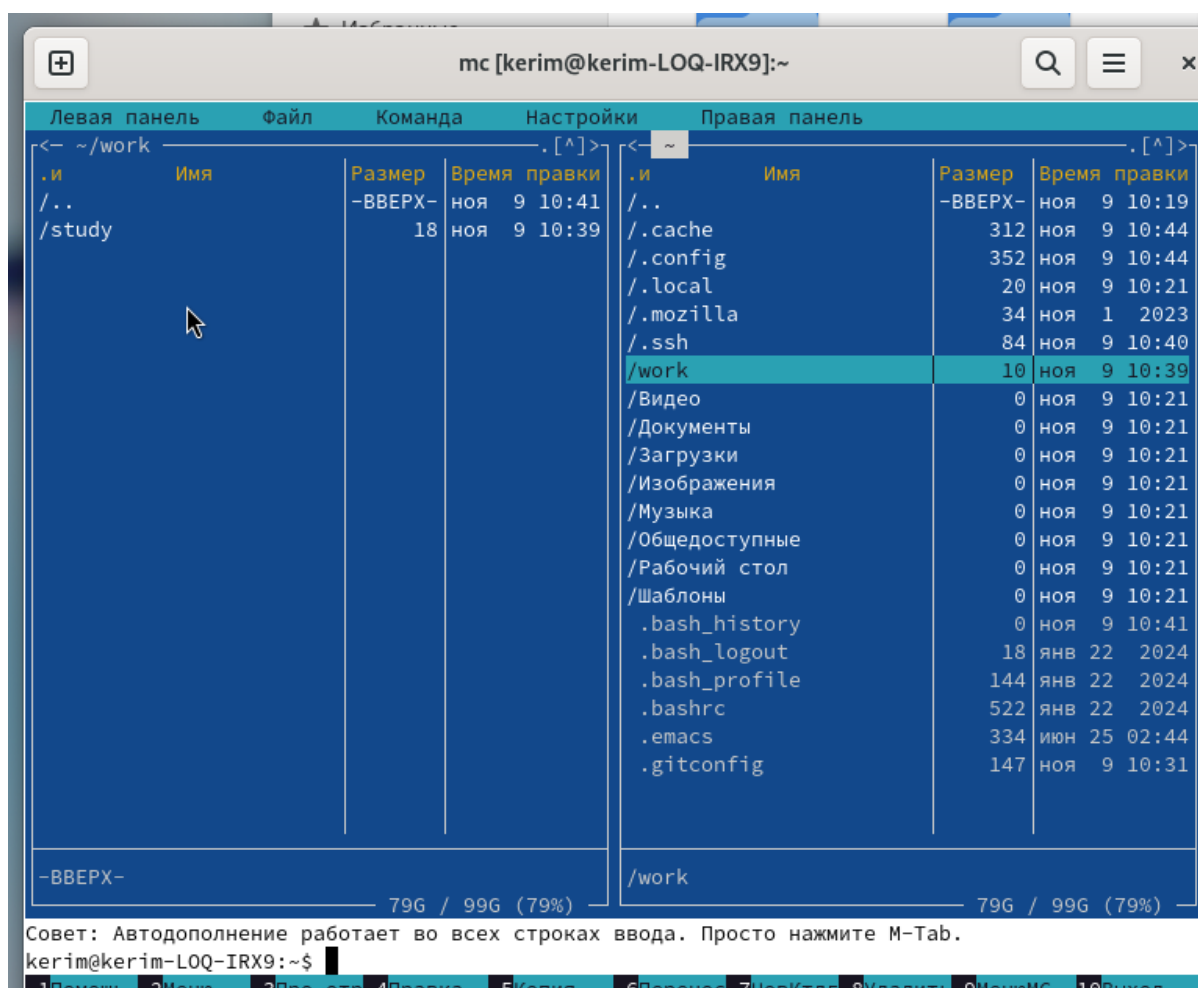 mc [kerim@kerim-LOQ-IRX9]:~
Левая панель Файл Команда Настройки Правая панель
<— ~/work .[^]>
.и Имя Размер Время правки
/.. -ВВЕРХ- ноя 9 10:41
/study 18 ноя 9 10:39
-ВВЕРХ-
79G / 99G (79%)
<— ~ .[^]>
.и Имя Размер Время правки
/.. -ВВЕРХ- ноя 9 10:19
/.cache 312 ноя 9 10:44
/.config 352 ноя 9 10:44
/.local 20 ноя 9 10:21
/.mozilla 34 ноя 1 2023
/.ssh 84 ноя 9 10:40
/work 10 ноя 9 10:39
/Видео 0 ноя 9 10:21
/Документы 0 ноя 9 10:21
/Загрузки 0 ноя 9 10:21
/Изображения 0 ноя 9 10:21
/Музыка 0 ноя 9 10:21
/Общедоступные 0 ноя 9 10:21
/Рабочий стол 0 ноя 9 10:21
/Шаблоны 0 ноя 9 10:21
.bash_history 0 ноя 9 10:41
.bash_logout 18 янв 22 2024
.bash_profile 144 янв 22 2024
.bashrc 522 янв 22 2024
.emacs 334 июн 25 02:44
.gitconfig 147 ноя 9 10:31
/work
79G / 99G (79%)
Совет: Автодополнение работает во всех строках ввода. Просто нажмите M-Tab.
kerim@kerim-LOQ-IRX9:~$